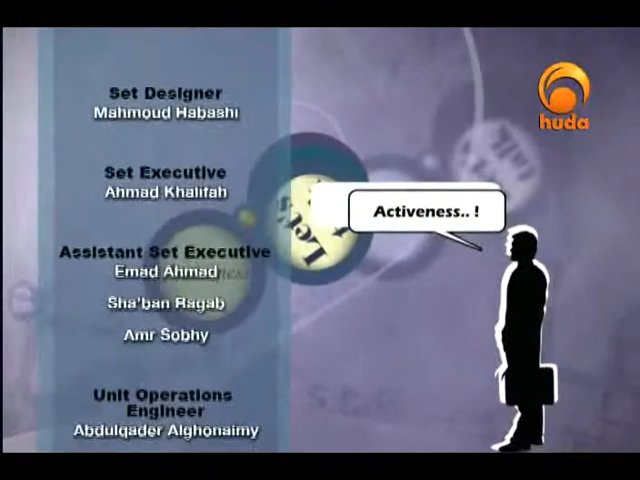 Set Designer
Mahmoud Habashi
Set Executive
Ahmad Khalifah
Assistant Set Executive
Emad Ahmad
Sha'ban Ragab
Amr Sobhy
Unit Operations
Engineer
Abdulqader Alghonaimy
Let's
Activeness.. !
huda